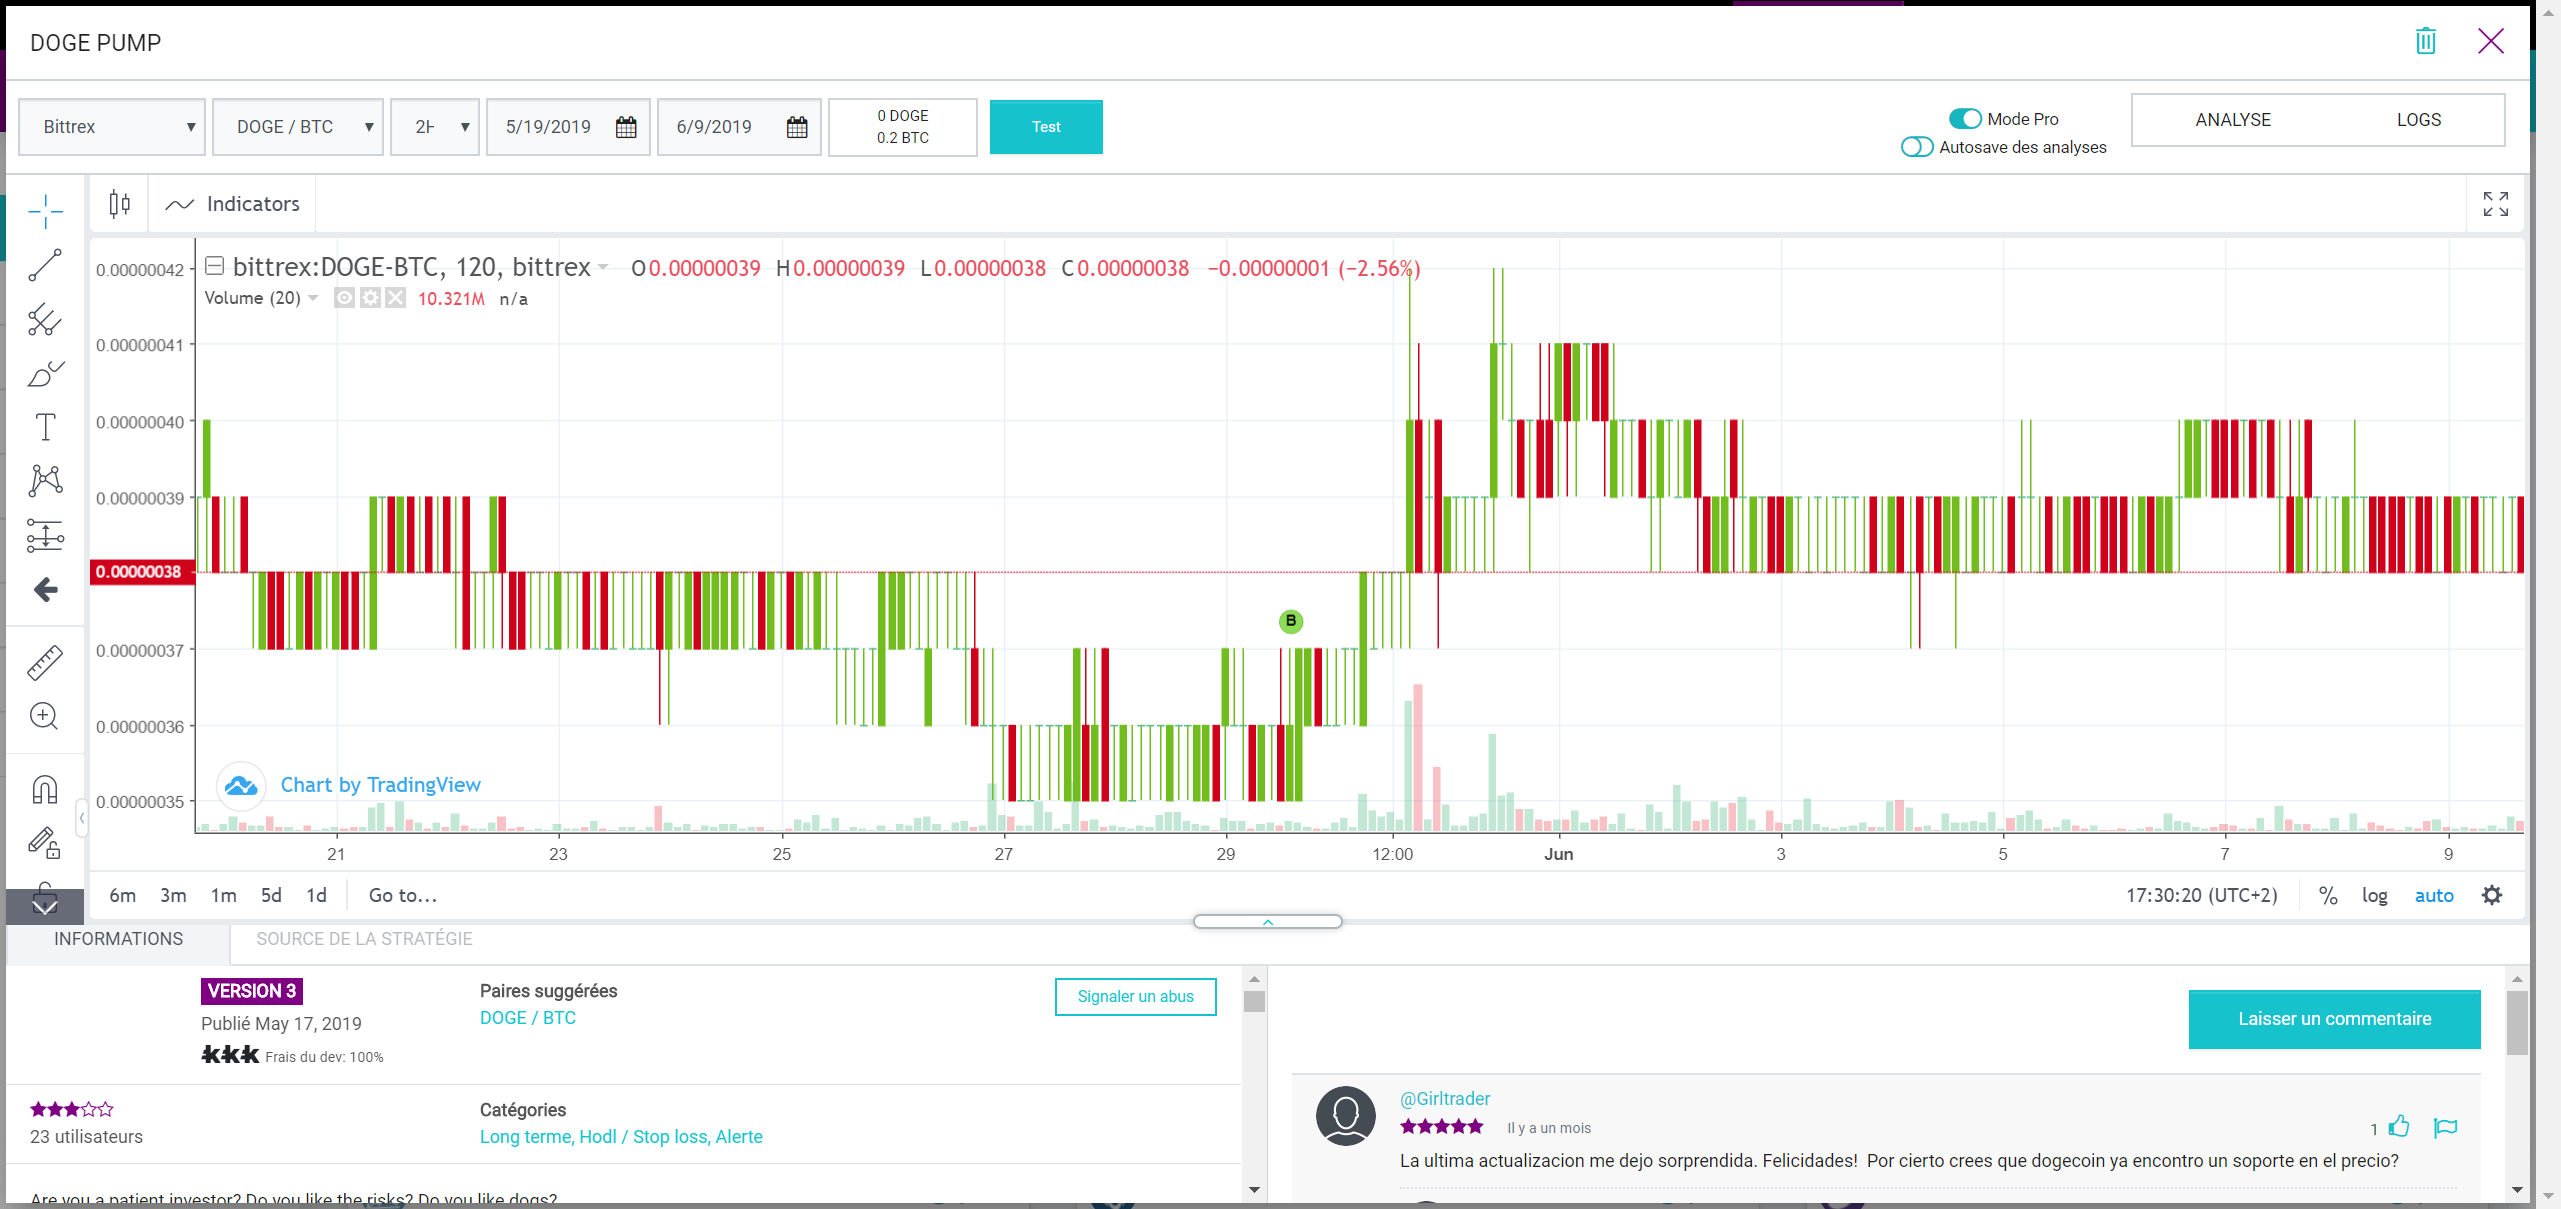 DOGE PUMP
Bittrex
DOGE / BTC
5/19/2019
6/9/2019
0 DOGE
0.2 BTC
Test
Mode Pro
Autosave des analyses
ANALYSE
LOGS
Indicators
bittrex:DOGE-BTC, 120, bittrex O0.00000039 H0.00000039 L0.00000038 C0.00000038 −0.00000001 (−2.56%)
Volume (20) 10.321M n/a
0.00000042
0.00000041
0.00000040
0.00000039
0.00000038
0.00000037
0.00000036
0.00000035
B
Chart by TradingView
21 23 25 27 29 12:00 Jun 3 5 7 9
6m 3m 1m 5d 1d Go to...
17:30:20 (UTC+2) % log auto
INFORMATIONS
SOURCE DE LA STRATÉGIE
VERSION 3
Publié May 17, 2019
Frais du dev: 100%
Paires suggérées
DOGE / BTC
Signaler un abus
23 utilisateurs
Catégories
Long terme, Hodl / Stop loss, Alerte
Are you a patient investor? Do you like the risks? Do you like dogs?
Laisser un commentaire
@Girltrader
Il y a un mois
1
La ultima actualizacion me dejo sorprendida. Felicidades! Por cierto crees que dogecoin ya encontro un soporte en el precio?